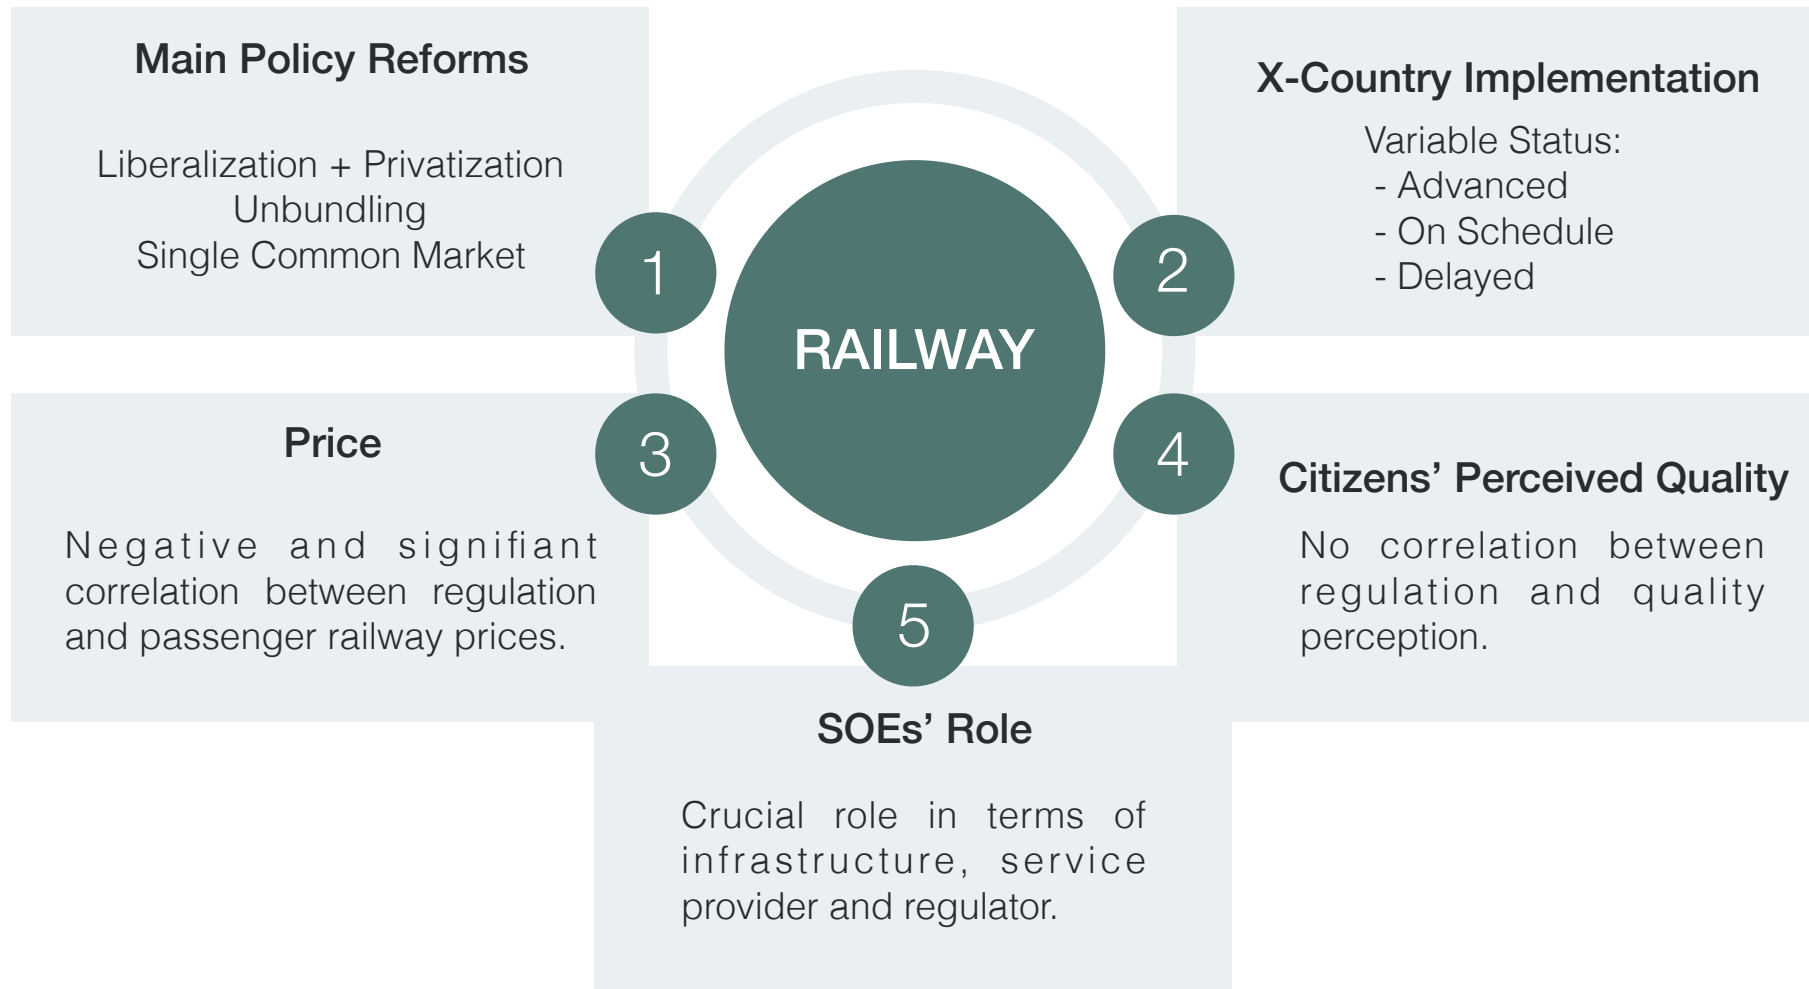 Main Policy Reforms
Liberalization + Privatization
Unbundling
Single Common Market
1
X-Country Implementation
Variable Status:
- Advanced
- On Schedule
- Delayed
2
RAILWAY
Price
Negative and signifiant
correlation between regulation
and passenger railway prices.
3
4
Citizens’ Perceived Quality
No correlation between
regulation and quality
perception.
5
SOEs’ Role
Crucial role in terms of
infrastructure, service
provider and regulator.